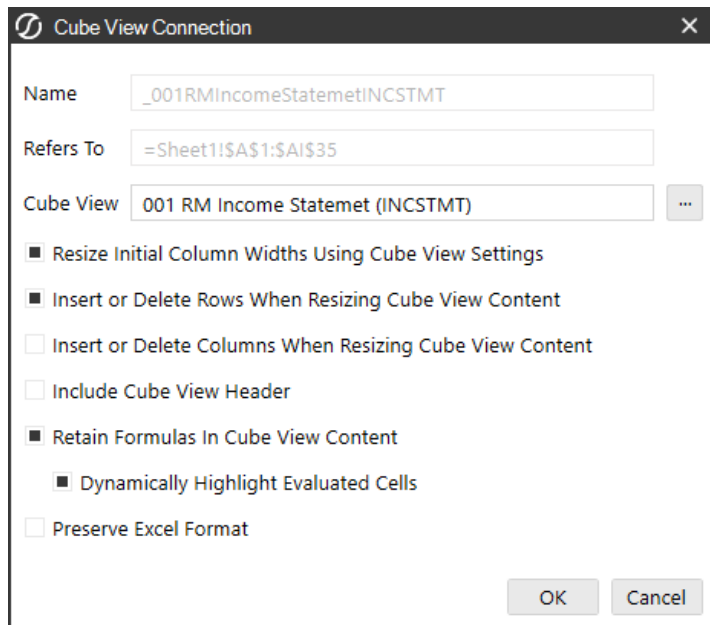 Cube View Connection
Name _001RMIncomeStatemetINCSTMT
Refers To =Sheet1!$A$1:$AI$35
Cube View 001 RM Income Statemet (INCSTMT) ...
Resize Initial Column Widths Using Cube View Settings
Insert or Delete Rows When Resizing Cube View Content
Insert or Delete Columns When Resizing Cube View Content
Include Cube View Header
Retain Formulas In Cube View Content
Dynamically Highlight Evaluated Cells
Preserve Excel Format
OK Cancel